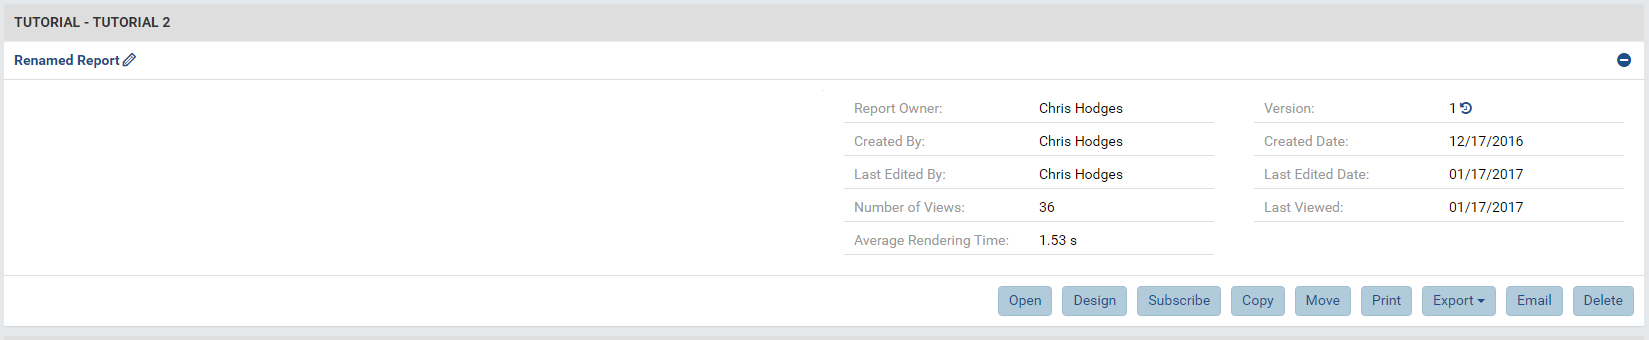 TUTORIAL - TUTORIAL 2
Renamed Report
Report Owner: Chris Hodges Version: 1
Created By: Chris Hodges Created Date: 12/17/2016
Last Edited By: Chris Hodges Last Edited Date: 01/17/2017
Number of Views: 36 Last Viewed: 01/17/2017
Average Rendering Time: 1.53 s
Open Design Subscribe Copy Move Print Export Email Delete